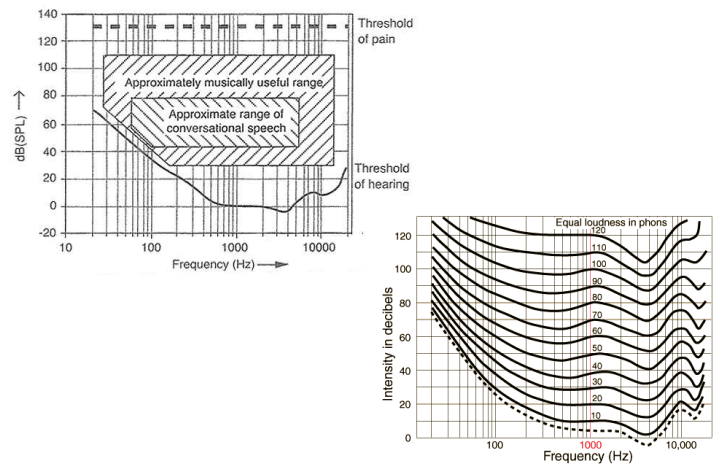 140
120
100
80
60
40
20
0
-20
dB(SPL)
Threshold
of pain
Approximately musically useful range
Approximate range of
conversational speech
Threshold
of hearing
10
100
1000
10000
Frequency (Hz)
Equal loudness in phons
120
110
100
90
80
70
60
50
40
30
20
10
120
100
80
60
40
20
0
Intensity in decibels
100
1000
10,000
Frequency (Hz)